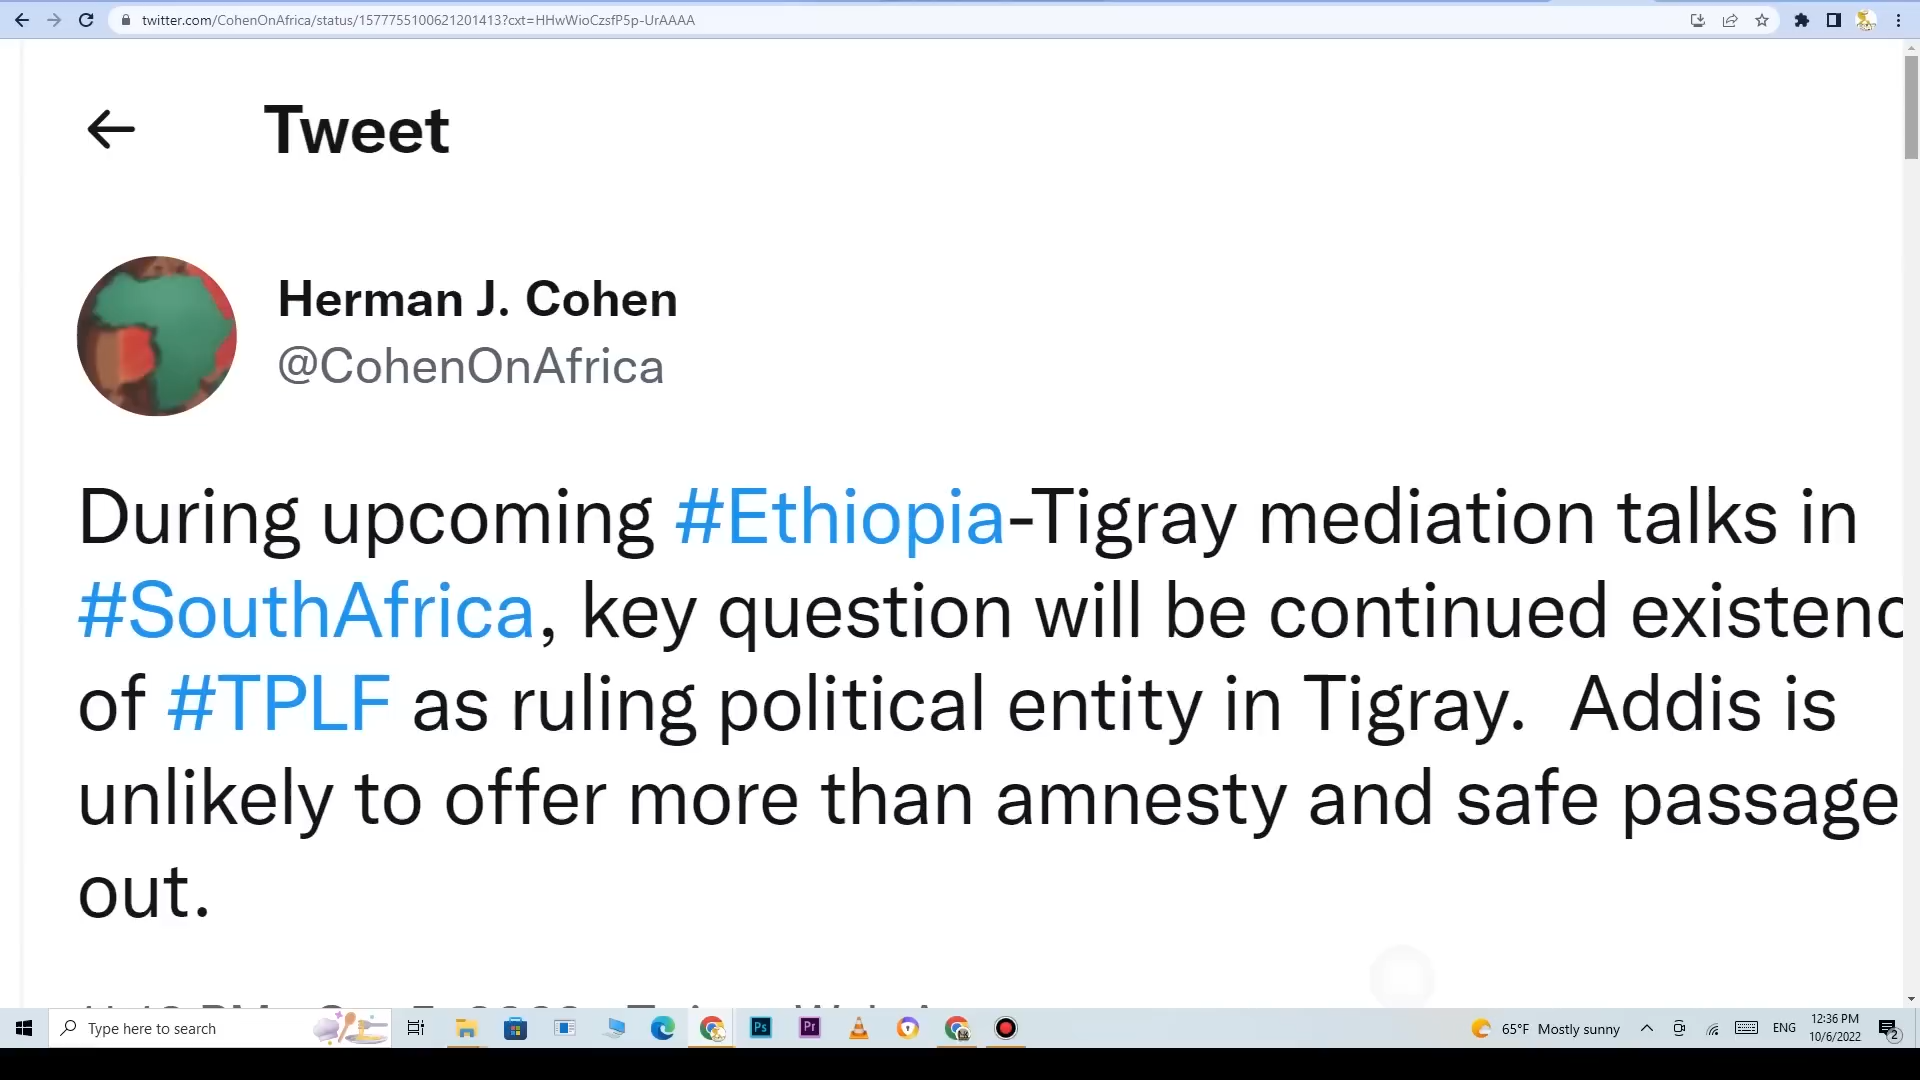 twitter.com/CohenOnAfrica/status/1577755100621201413?cxt=HHwWioCzsfP5p-UrAAAA
Tweet
Herman J. Cohen
@CohenOnAfrica
During upcoming #Ethiopia-Tigray mediation talks in
#SouthAfrica, key question will be continued existenc
of #TPLF as ruling political entity in Tigray. Addis is
unlikely to offer more than amnesty and safe passage
out.
Type here to search
Ps
Pr
65°F Mostly sunny
ENG
12:36 PM
10/6/2022
2